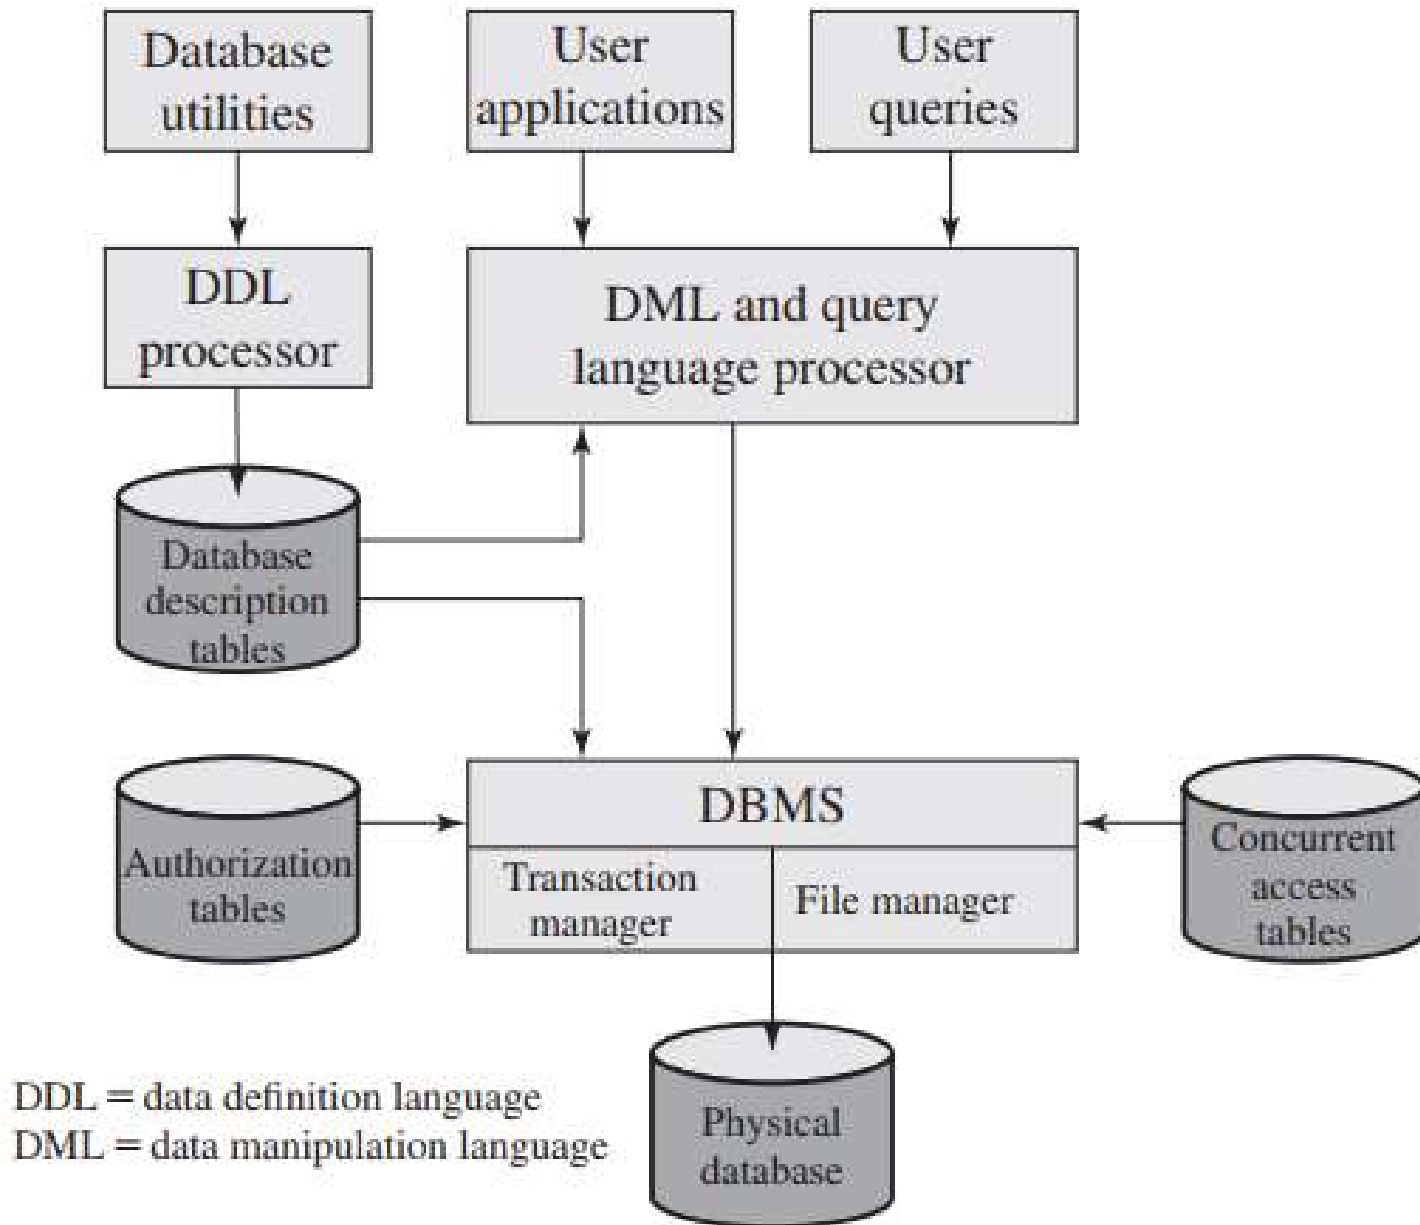 Database
utilities
User
applications
User
queries
DDL
processor
DML and query
language processor
Database
description
tables
Authorization
tables
DBMS
Transaction
manager
File manager
Concurrent
access
tables
Physical
database
DDL = data definition language
DML = data manipulation language